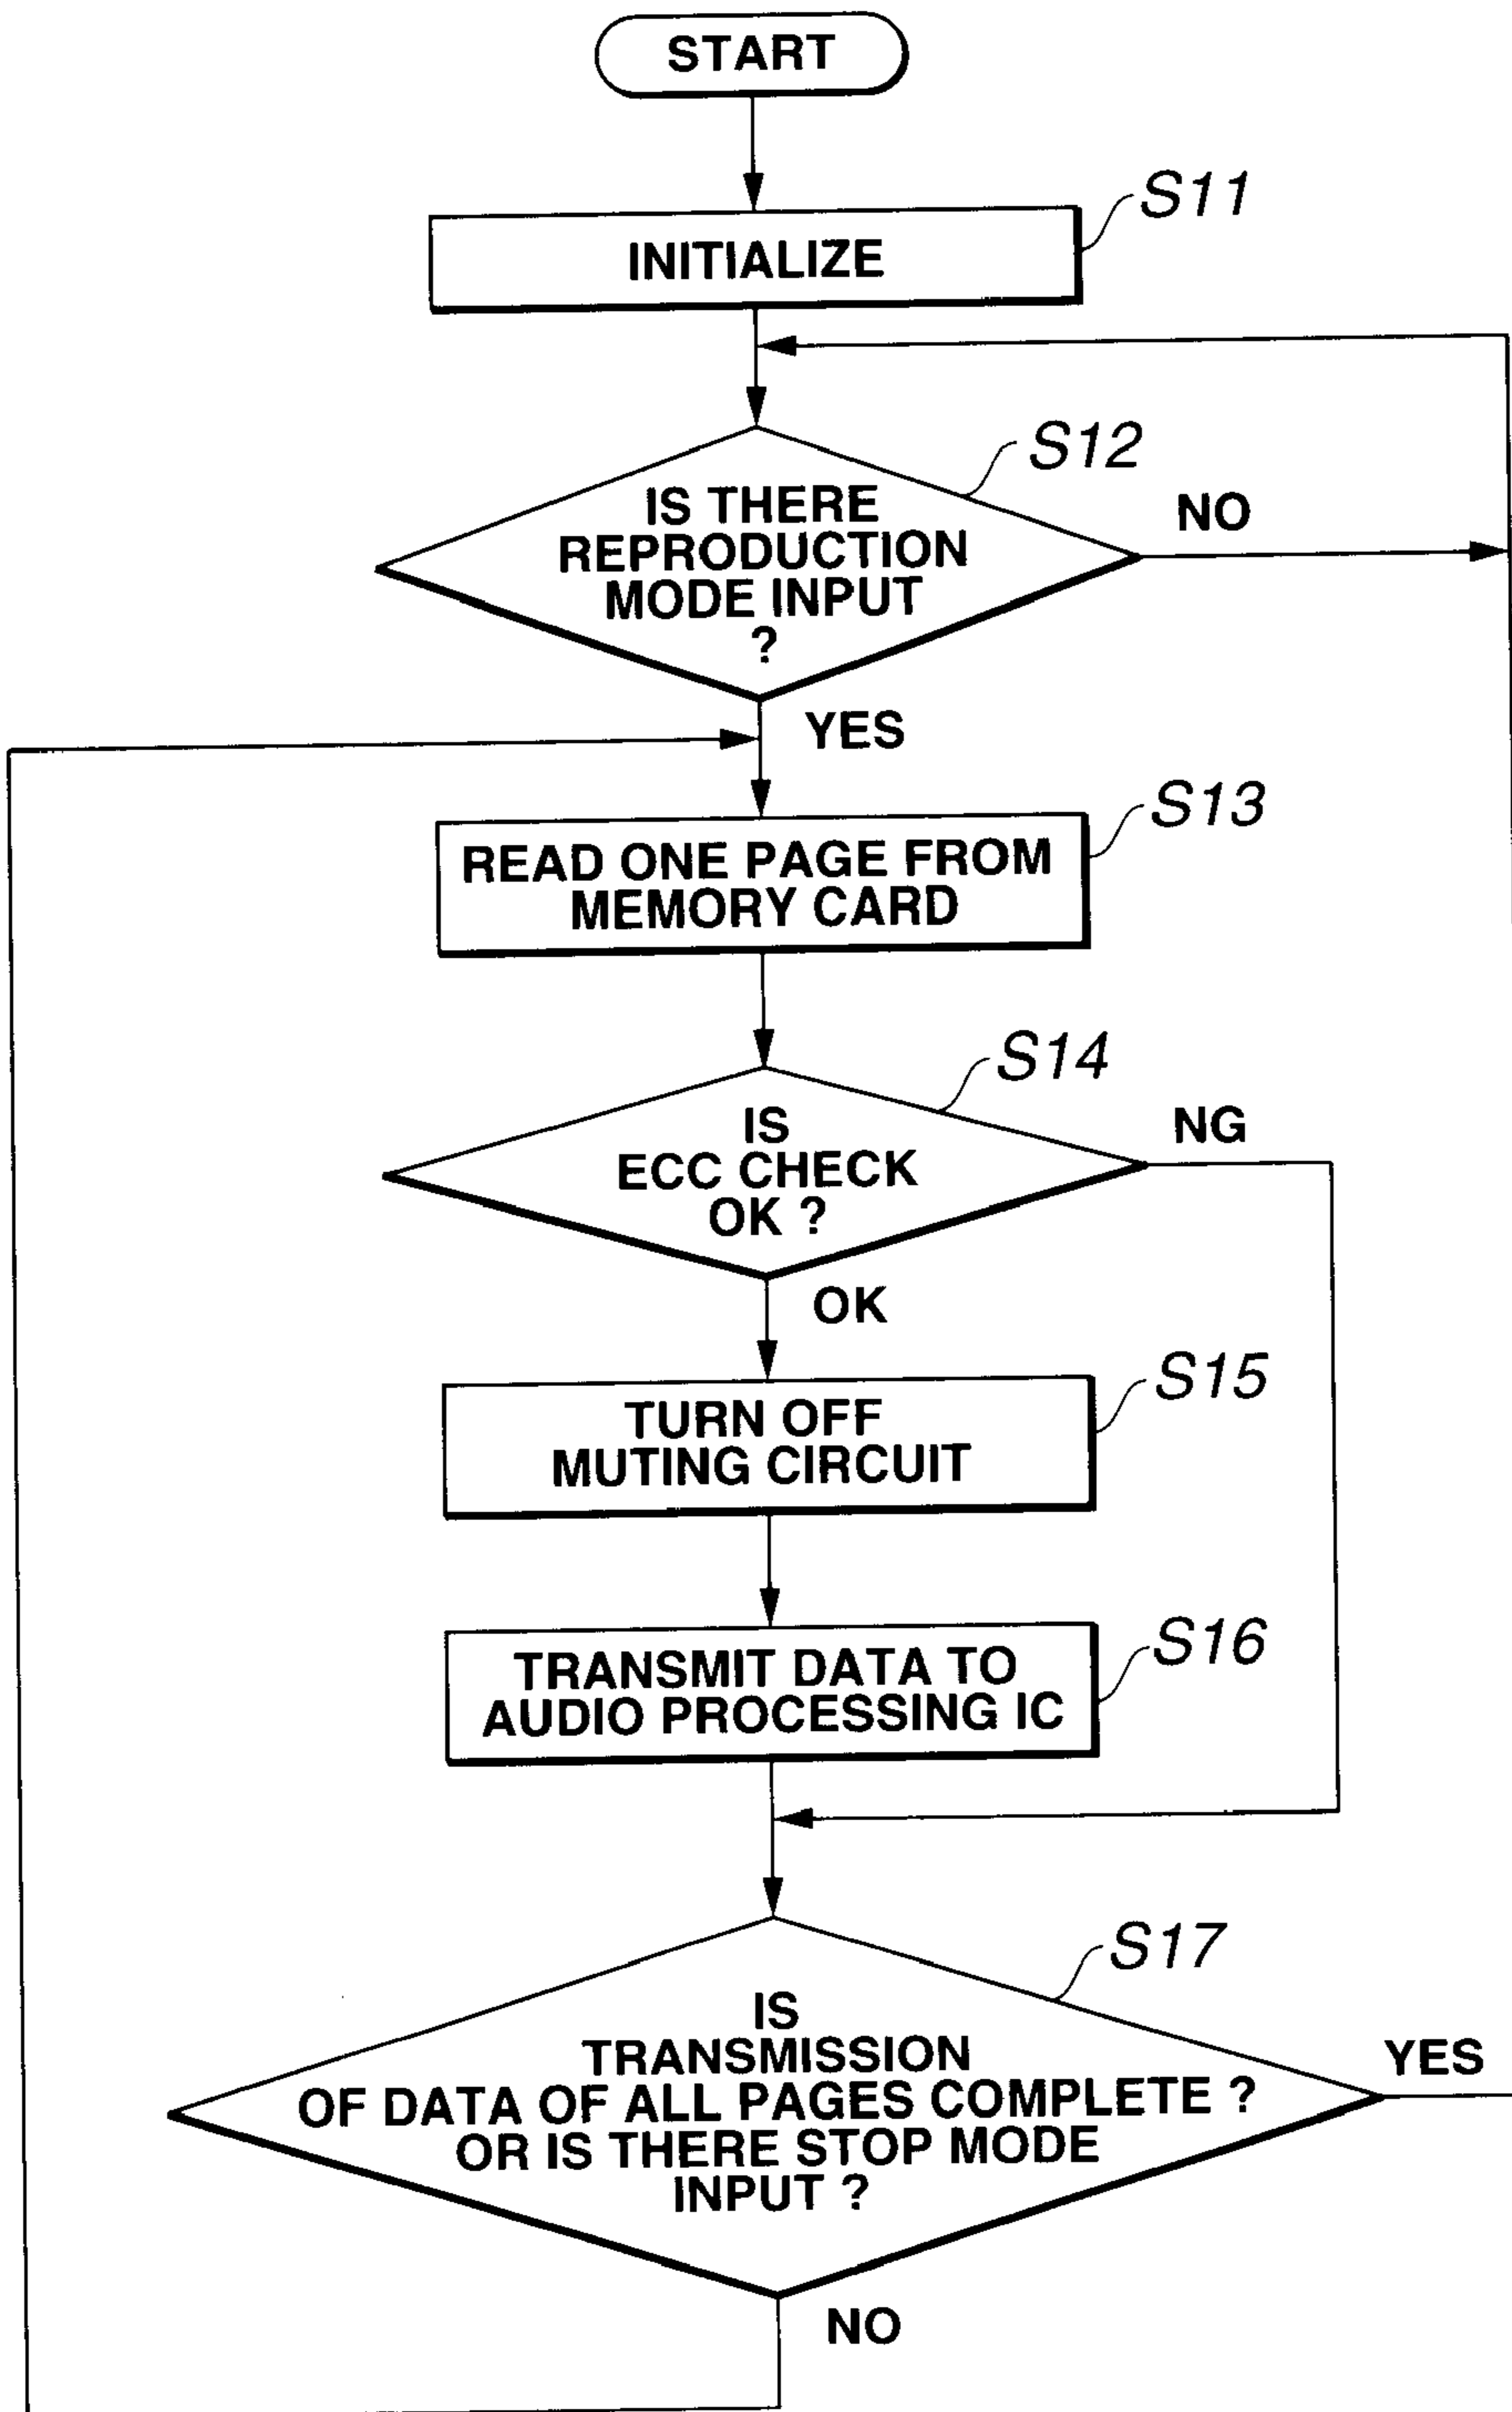 START
S11
INITIALIZE
S12
IS THERE
REPRODUCTION
MODE INPUT
?
NO
YES
S13
READ ONE PAGE FROM
MEMORY CARD
S14
IS
ECC CHECK
OK ?
NG
OK
S15
TURN OFF
MUTING CIRCUIT
S16
TRANSMIT DATA TO
AUDIO PROCESSING IC
S17
IS
TRANSMISSION
OF DATA OF ALL PAGES COMPLETE ?
OR IS THERE STOP MODE
INPUT ?
YES
NO